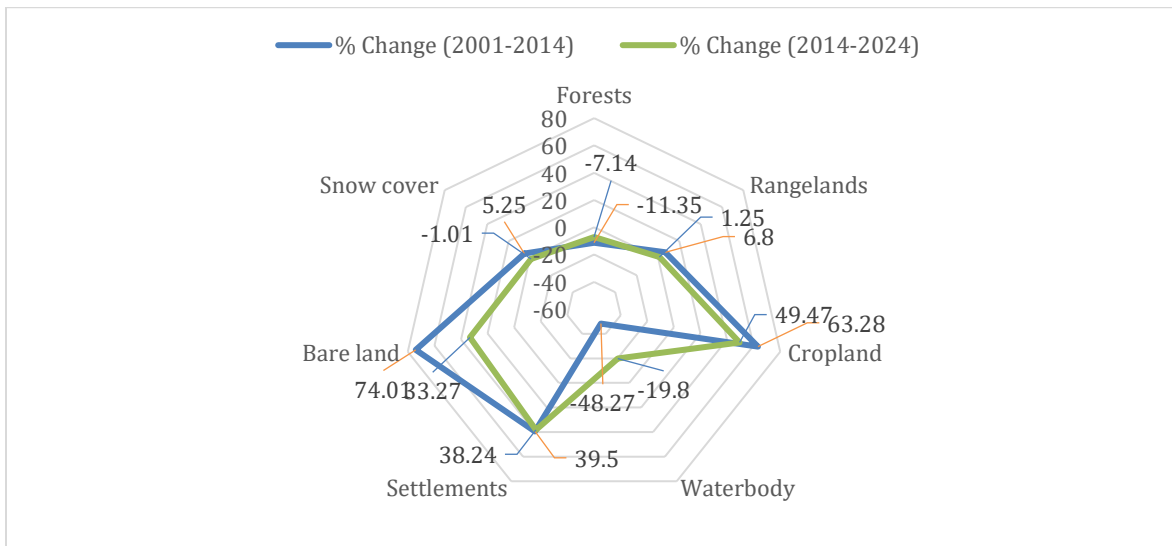 % Change (2001-2014) % Change (2014-2024)
Forests
80
60
40
20
0
-20
-40
-60
-7.14
-11.35
Rangelands
1.25
6.8
49.47
63.28
Cropland
-19.8
-48.27
Waterbody
39.5
38.24
Settlements
Bare land
74.01
33.27
Snow cover
5.25
-1.01